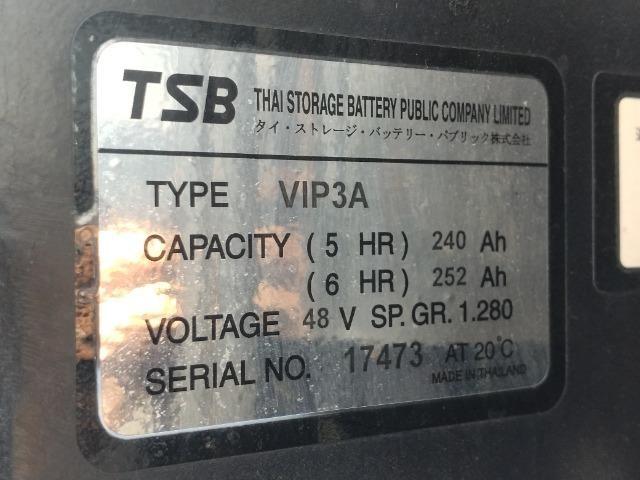 TSB THAI STORAGE BATTERY PUBLIC COMPANY LIMITED
タイ・ストレージ・バッテリー・パブリック株式会社
TYPE VIP3A
CAPACITY ( 5 HR) 240 Ah
( 6 HR) 252 Ah
VOLTAGE 48 V SP. GR. 1.280
SERIAL NO. 17473 AT 20°C
MADE IN THAILAND